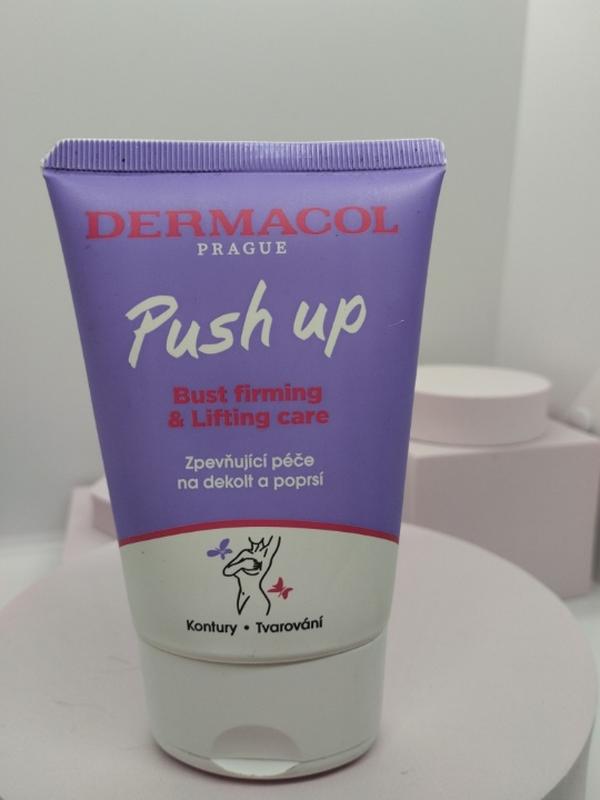 DERMACOL
PRAGUE
Push up
Bust firming
& Lifting care
Zpevňující péče
na dekolt a poprsí
Kontury • Tvarování